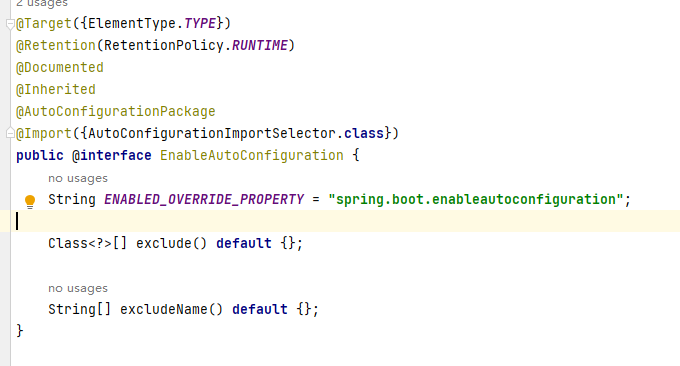 2 usages
@Target({ElementType.TYPE})
@Retention(RetentionPolicy.RUNTIME)
@Documented
@Inherited
@AutoConfigurationPackage
@Import({AutoConfigurationImportSelector.class})
public @interface EnableAutoConfiguration {
no usages
String ENABLED_OVERRIDE_PROPERTY = "spring.boot.enableautoconfiguration";
Class<?>[] exclude() default {};
no usages
String[] excludeName() default {};
}